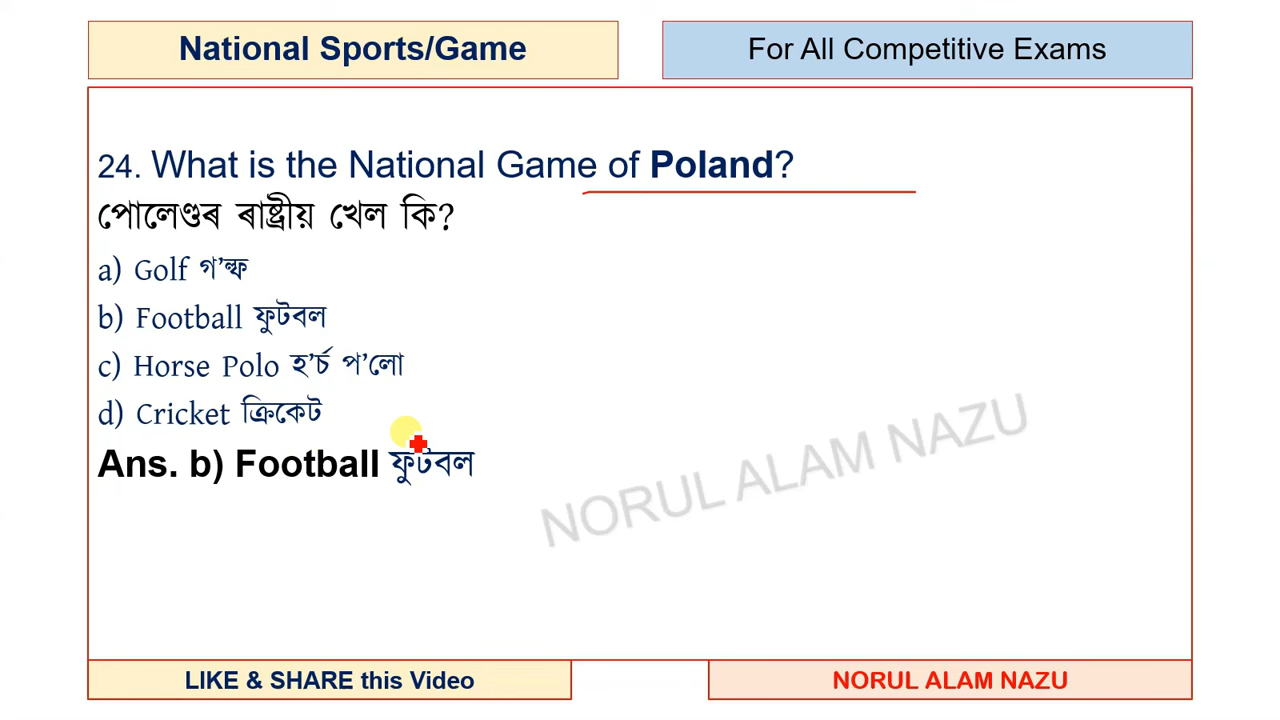 National Sports/Game
For All Competitive Exams
24. What is the National Game of Poland?
পোলেণ্ডৰ ৰাষ্ট্ৰীয় খেল কি?
a) Golf গ’ল্ফ
b) Football ফুটবল
c) Horse Polo হ’ৰ্চ প’লো
d) Cricket ক্ৰিকেট
Ans. b) Football ফুটবল
NORUL ALAM NAZU
LIKE & SHARE this Video
NORUL ALAM NAZU